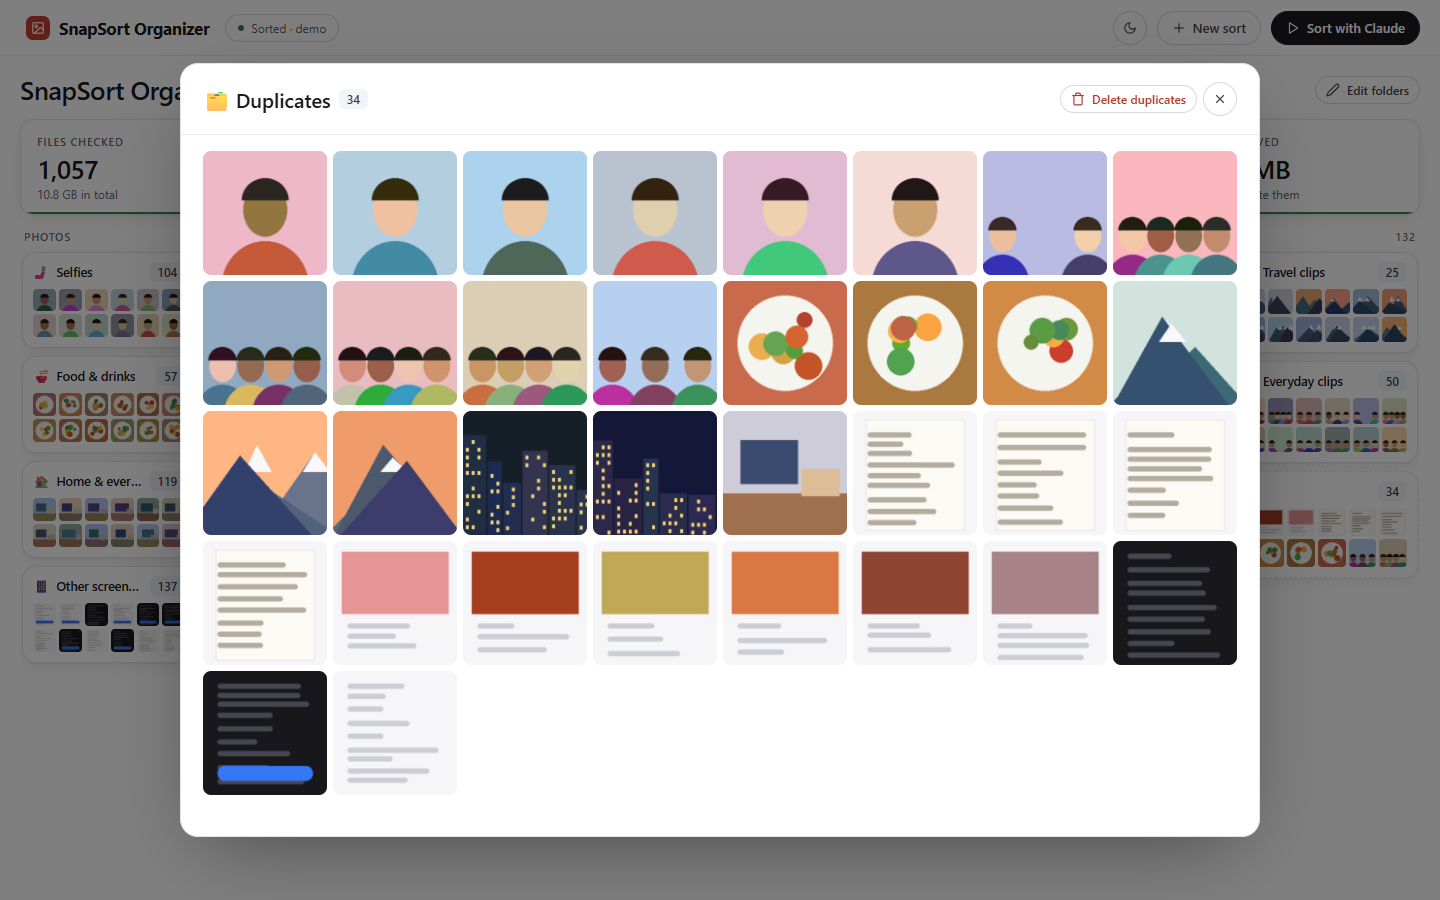 SnapSort Organizer
Sorted · demo
New sort
Sort with Claude
SnapSort Orga
Edit folders
Duplicates
34
Delete duplicates
FILES CHECKED
1,057
10.8 GB in total
VED
MB
te them
PHOTOS
132
Selfies
104
Travel clips
25
Food & drinks
57
Everyday clips
50
Home & ever...
119
34
Other screen...
137